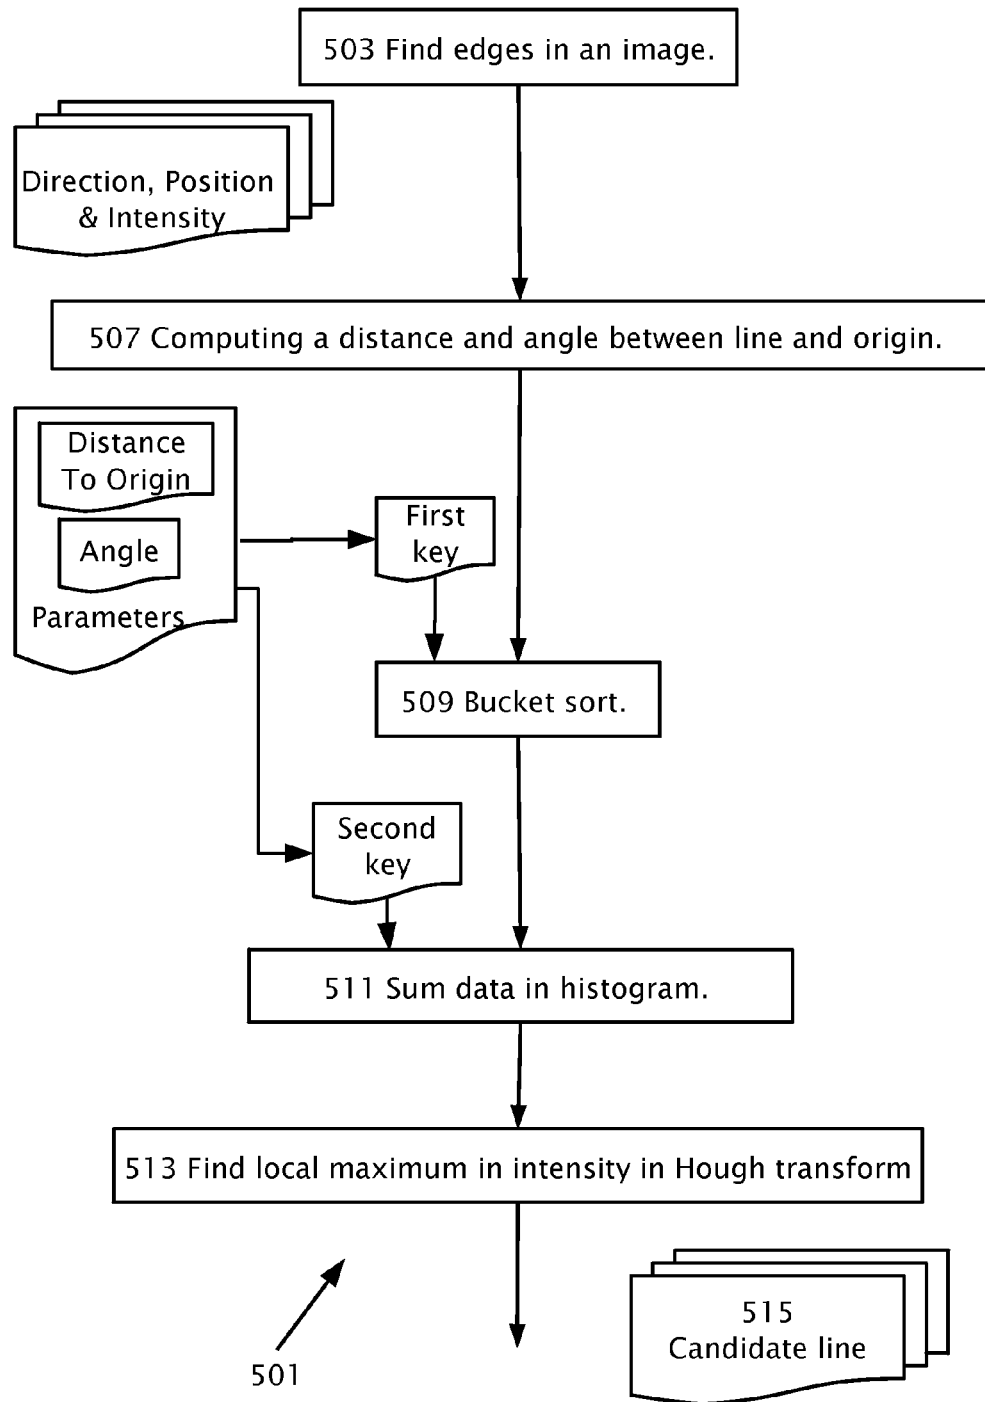 503 Find edges in an image.
Direction, Position
& Intensity
507 Computing a distance and angle between line and origin.
Distance
To Origin
Angle
Parameters
First
key
509 Bucket sort.
Second
key
511 Sum data in histogram.
513 Find local maximum in intensity in Hough transform
501
515
Candidate line